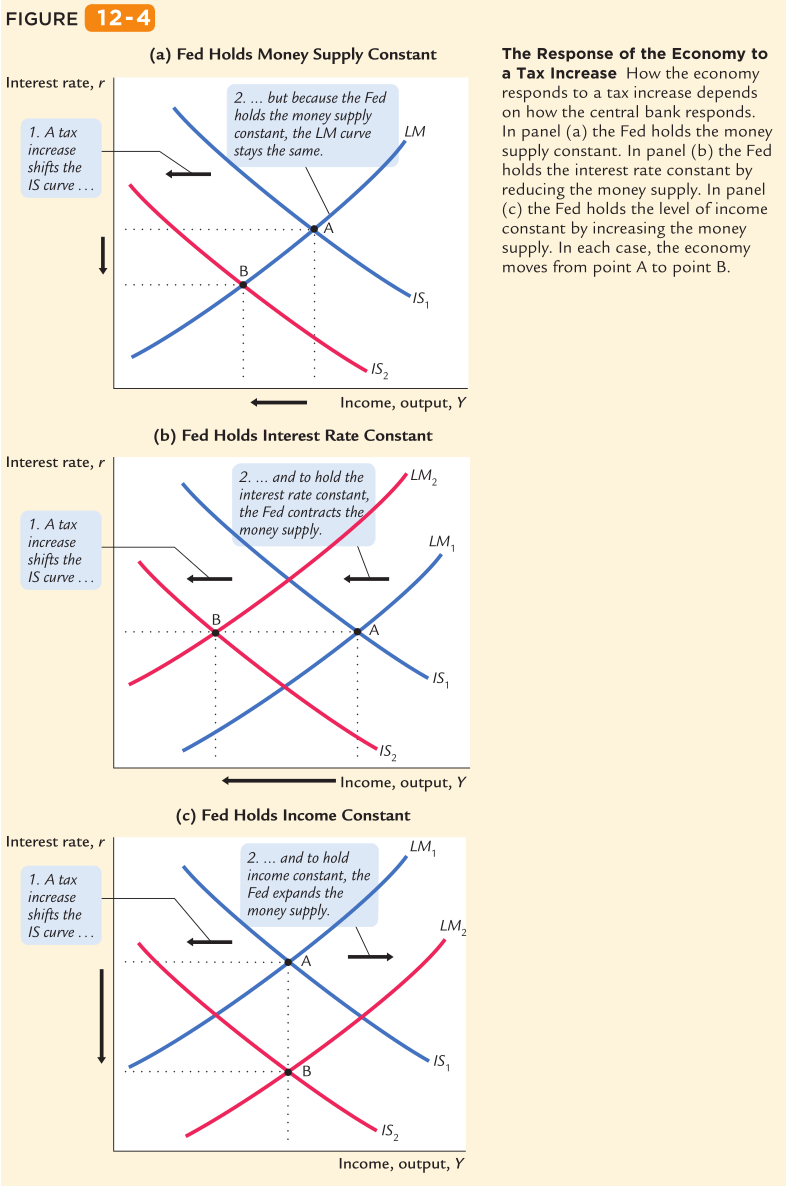 FIGURE 12-4
(a) Fed Holds Money Supply Constant
Interest rate, r
1. A tax
increase
shifts the
IS curve . . .
2. ... but because the Fed
holds the money supply
constant, the LM curve
stays the same.
LM
A
B
IS1
IS2
Income, output, Y
(b) Fed Holds Interest Rate Constant
Interest rate, r
1. A tax
increase
shifts the
IS curve . . .
2. ... and to hold the
interest rate constant,
the Fed contracts the
money supply.
LM2
LM1
B
A
IS1
IS2
Income, output, Y
(c) Fed Holds Income Constant
Interest rate, r
1. A tax
increase
shifts the
IS curve . . .
2. ... and to hold
income constant, the
Fed expands the
money supply.
LM1
LM2
A
B
IS1
IS2
Income, output, Y
The Response of the Economy to
a Tax Increase How the economy
responds to a tax increase depends
on how the central bank responds.
In panel (a) the Fed holds the money
supply constant. In panel (b) the Fed
holds the interest rate constant by
reducing the money supply. In panel
(c) the Fed holds the level of income
constant by increasing the money
supply. In each case, the economy
moves from point A to point B.